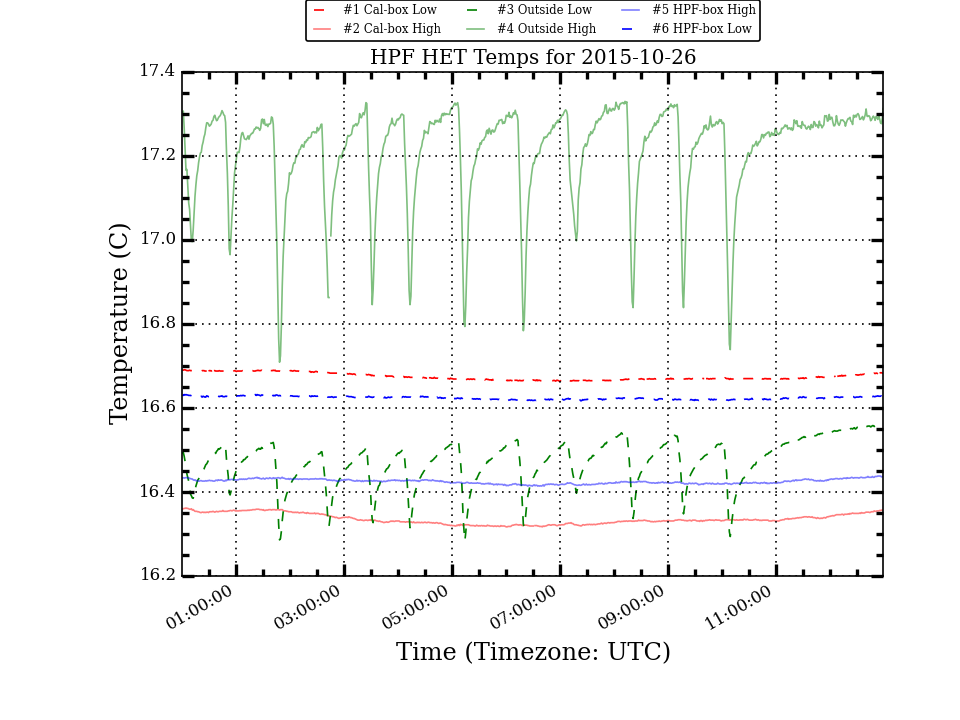 #1 Cal-box Low #3 Outside Low #5 HPF-box High
#2 Cal-box High #4 Outside High #6 HPF-box Low
HPF HET Temps for 2015-10-26
17.4
17.2
17.0
16.8
16.6
16.4
16.2
Temperature (C)
01:00:00 03:00:00 05:00:00 07:00:00 09:00:00 11:00:00
Time (Timezone: UTC)